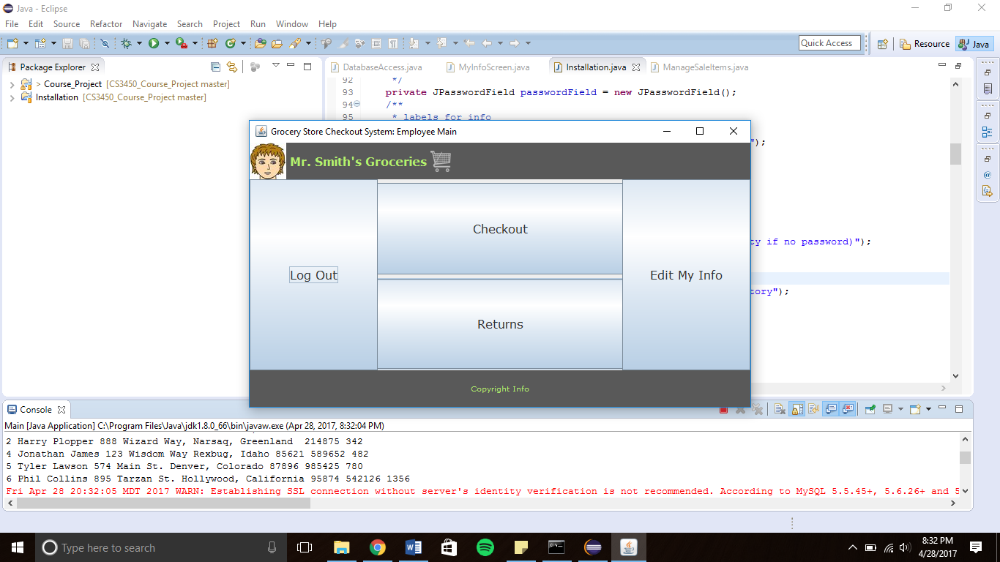 Java - Eclipse
File Edit Source Refactor Navigate Search Project Run Window Help
Quick Access
Resource
Java
Package Explorer
DatabaseAccess.java
MyInfoScreen.java
Installation.java
ManageSaleItems.java
> Course_Project [CS3450_Course_Project master]
Installation [CS3450_Course_Project master]
92 */
93 private JPasswordField passwordField = new JPasswordField();
94 /**
95 * labels for info
");
ty if no password)");
tory");
Grocery Store Checkout System: Employee Main
Mr. Smith's Groceries
Log Out
Checkout
Returns
Edit My Info
Copyright Info
Console
Main [Java Application] C:\Program Files\Java\jdk1.8.0_66\bin\javaw.exe (Apr 28, 2017, 8:32:04 PM)
2 Harry Plopper 888 Wizard Way, Narsaq, Greenland  214875 342
4 Jonathan James 123 Wisdom Way Rexbug, Idaho 85621 589652 482
5 Tyler Lawson 574 Main St. Denver, Colorado 87896 985425 780
6 Phil Collins 895 Tarzan St. Hollywood, California 95874 542126 1356
Fri Apr 28 20:32:05 MDT 2017 WARN: Establishing SSL connection without server's identity verification is not recommended. According to MySQL 5.5.45+, 5.6.26+ and 5
Type here to search
8:32 PM
4/28/2017